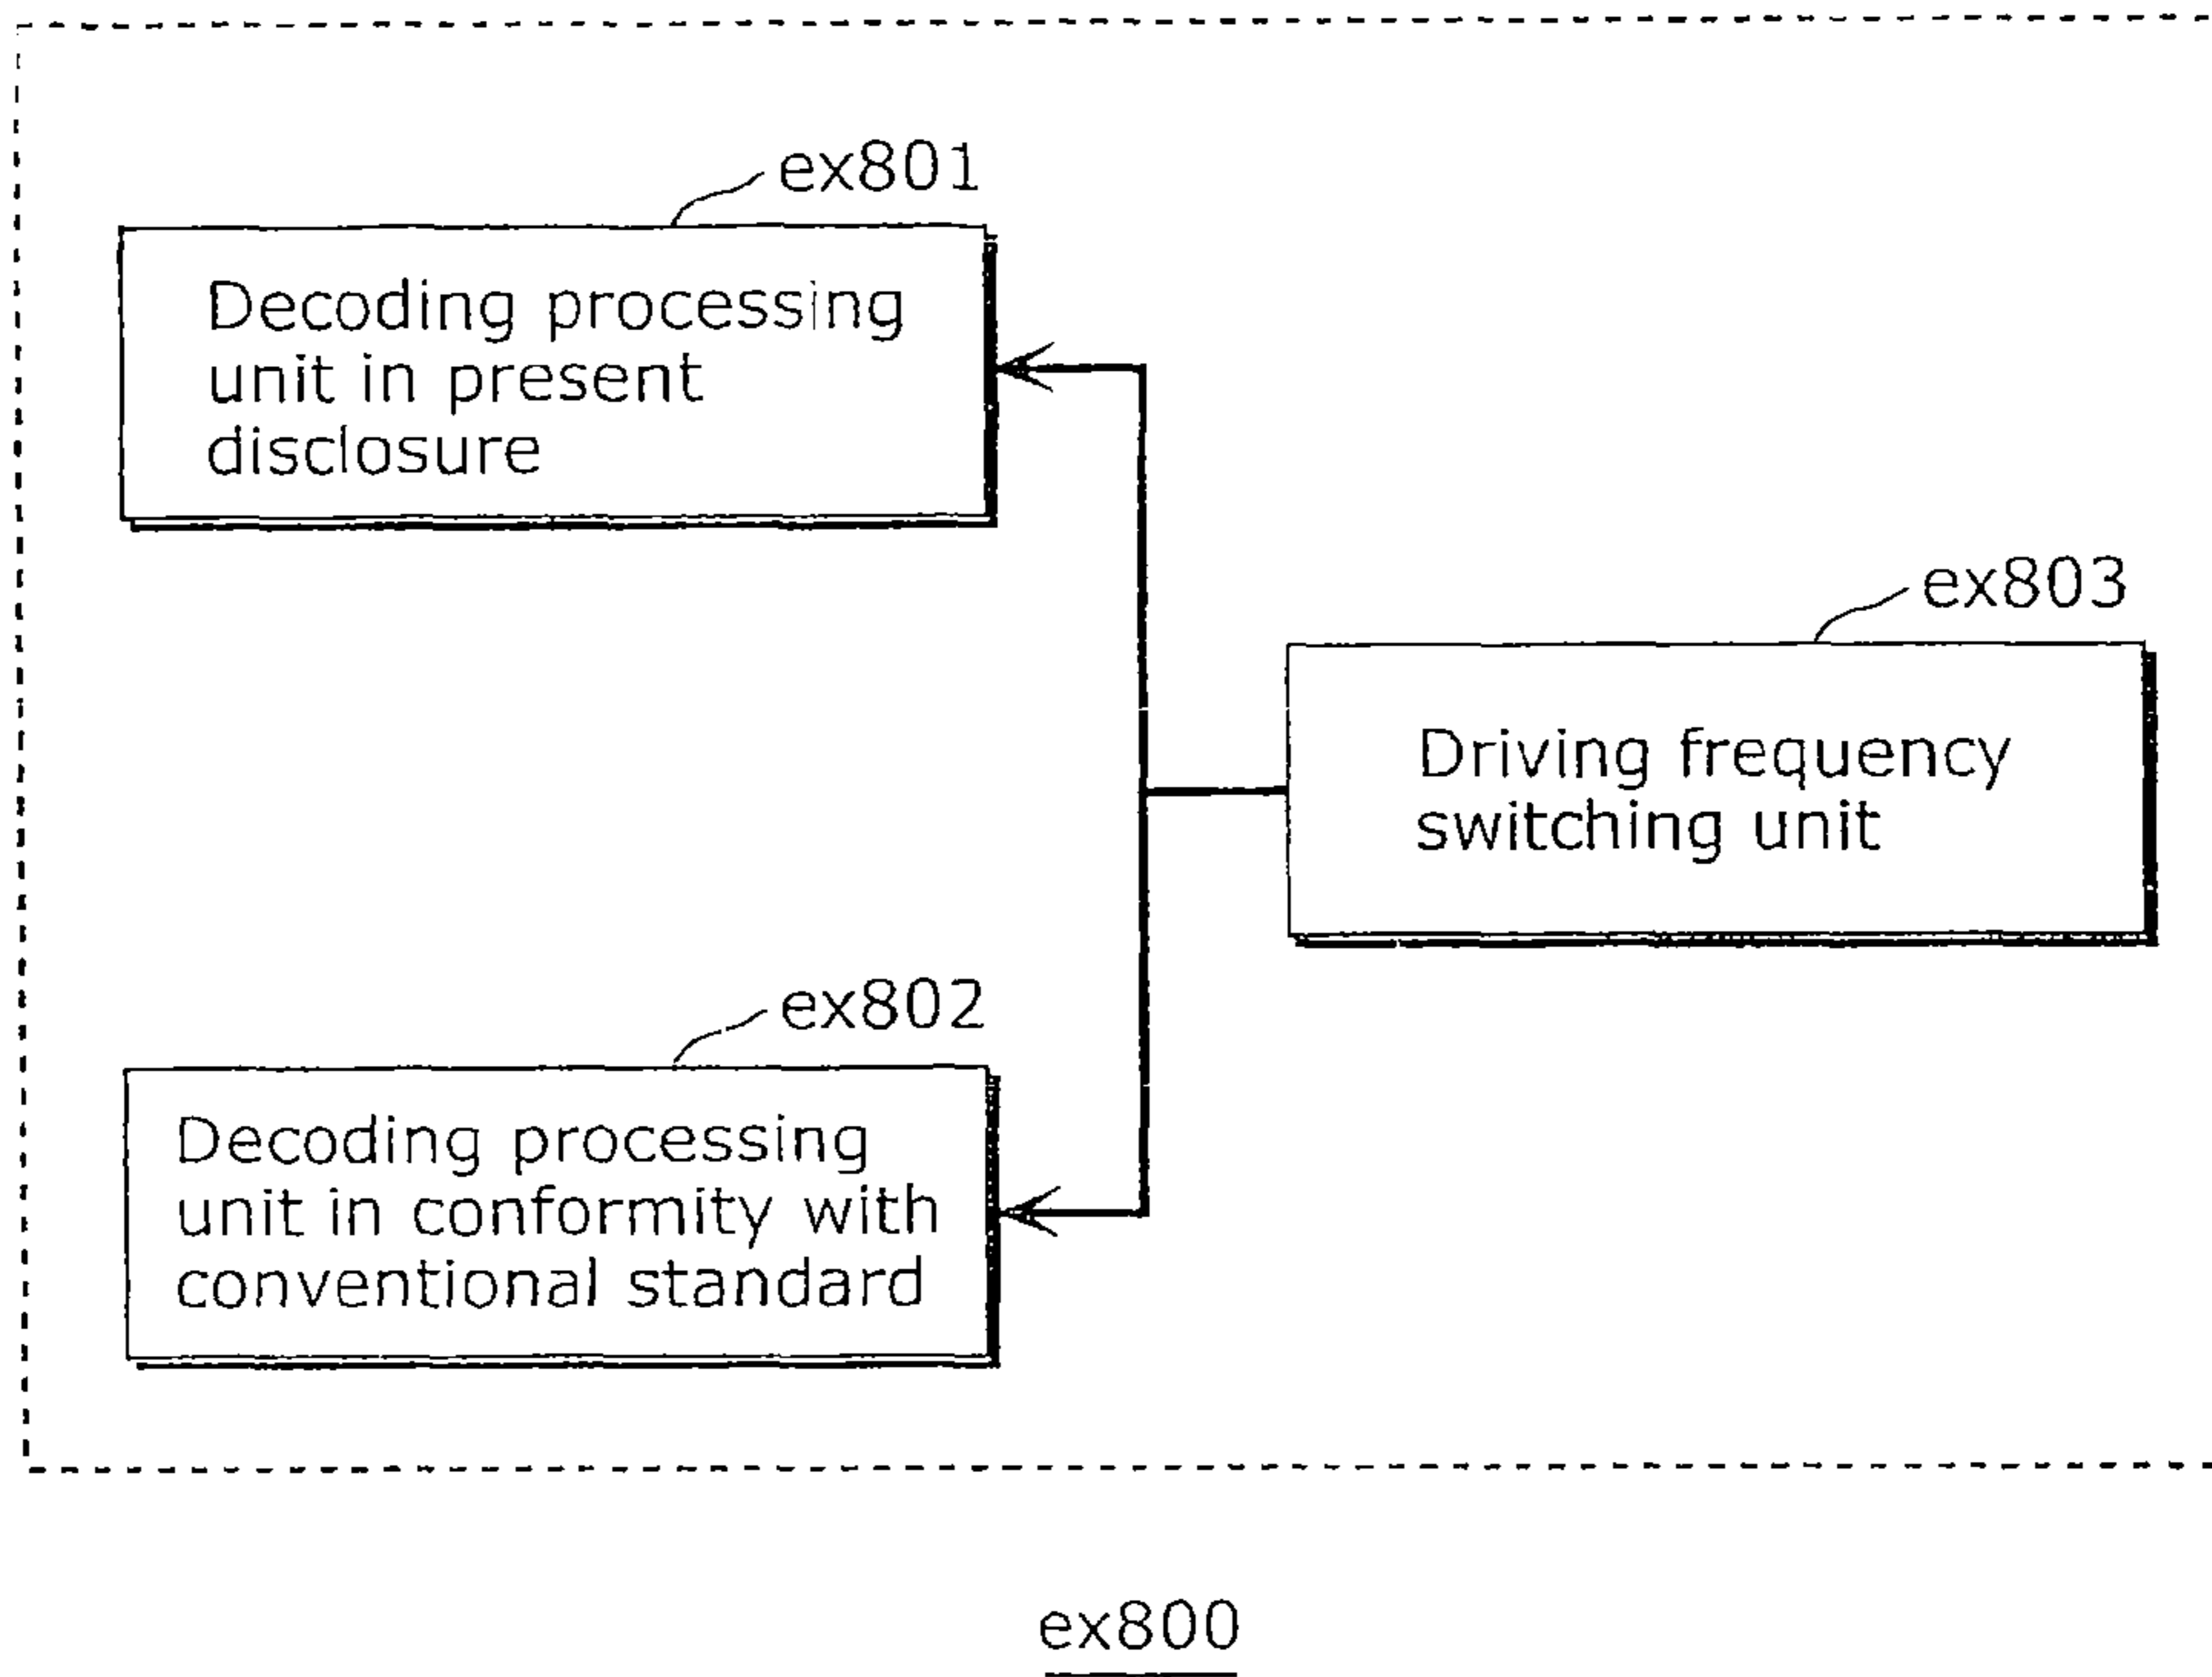 ex801
Decoding processing
unit in present
disclosure
ex803
Driving frequency
switching unit
ex802
Decoding processing
unit in conformity with
conventional standard
ex800